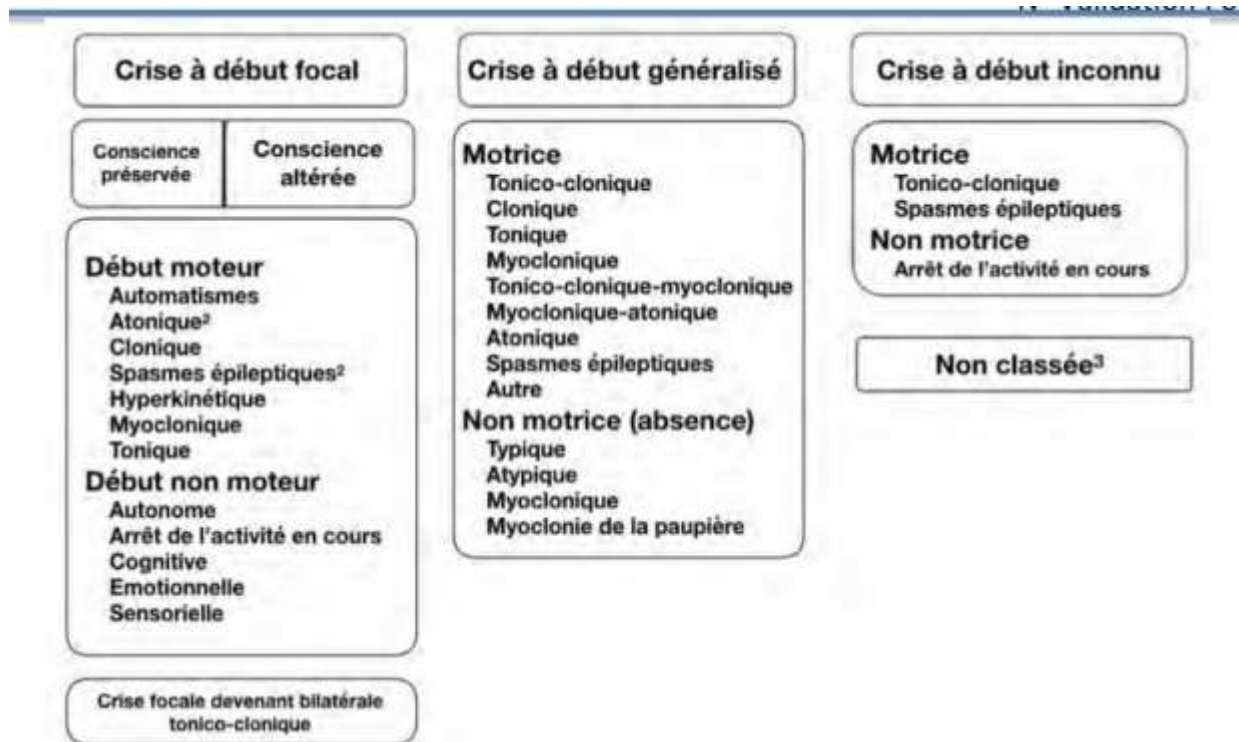 Crise à début focal
Conscience
préservée
Conscience
altérée
Début moteur
Automatismes
Atonique²
Clonique
Spasmes épileptiques²
Hyperkinétique
Myoclonique
Tonique
Début non moteur
Autonome
Arrêt de l'activité en cours
Cognitive
Emotionnelle
Sensorielle
Crise focale devenant bilatérale
tonico-clonique
Crise à début généralisé
Motrice
Tonico-clonique
Clonique
Tonique
Myoclonique
Tonico-clonique-myoclonique
Myoclonique-atonique
Atonique
Spasmes épileptiques
Autre
Non motrice (absence)
Typique
Atypique
Myoclonique
Myoclonie de la paupière
Crise à début inconnu
Motrice
Tonico-clonique
Spasmes épileptiques
Non motrice
Arrêt de l'activité en cours
Non classée³